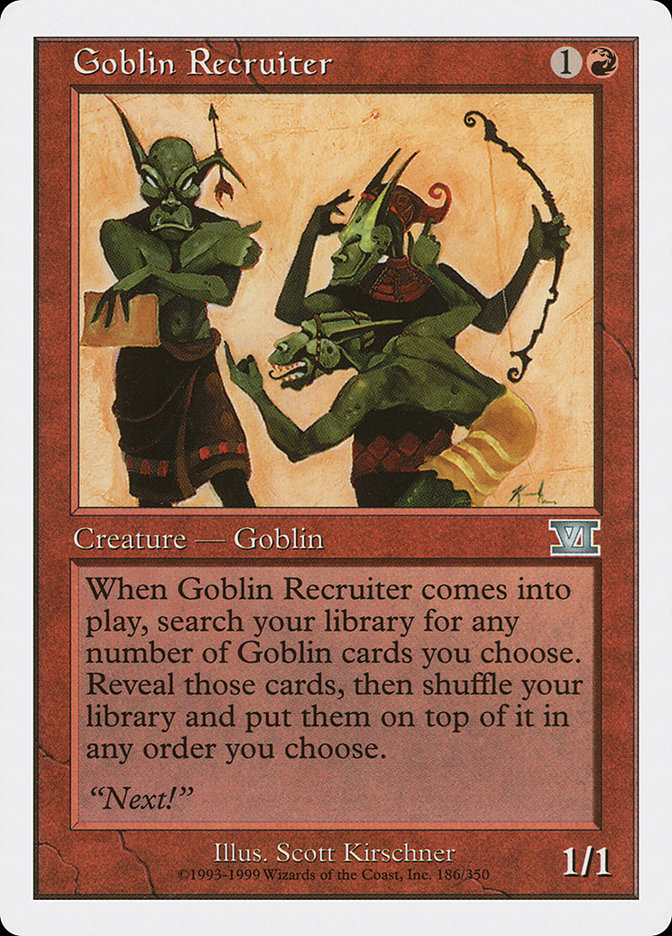 Goblin Recruiter 1
Creature — Goblin VI
When Goblin Recruiter comes into
play, search your library for any
number of Goblin cards you choose.
Reveal those cards, then shuffle your
library and put them on top of it in
any order you choose.
“Next!”
Illus. Scott Kirschner
©1993-1999 Wizards of the Coast, Inc. 186/350
1/1